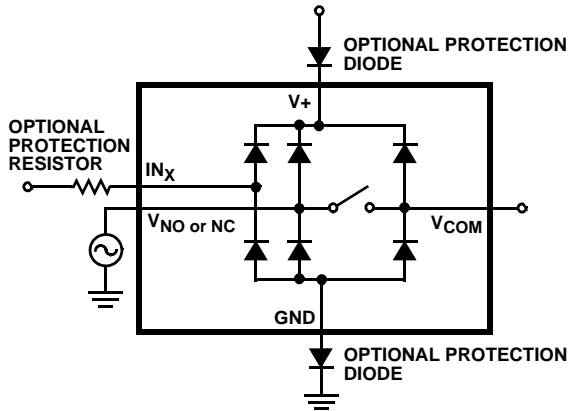 OPTIONAL PROTECTION
DIODE
V+
OPTIONAL
PROTECTION
RESISTOR
INX
VNO or NC
VCOM
GND
OPTIONAL PROTECTION
DIODE